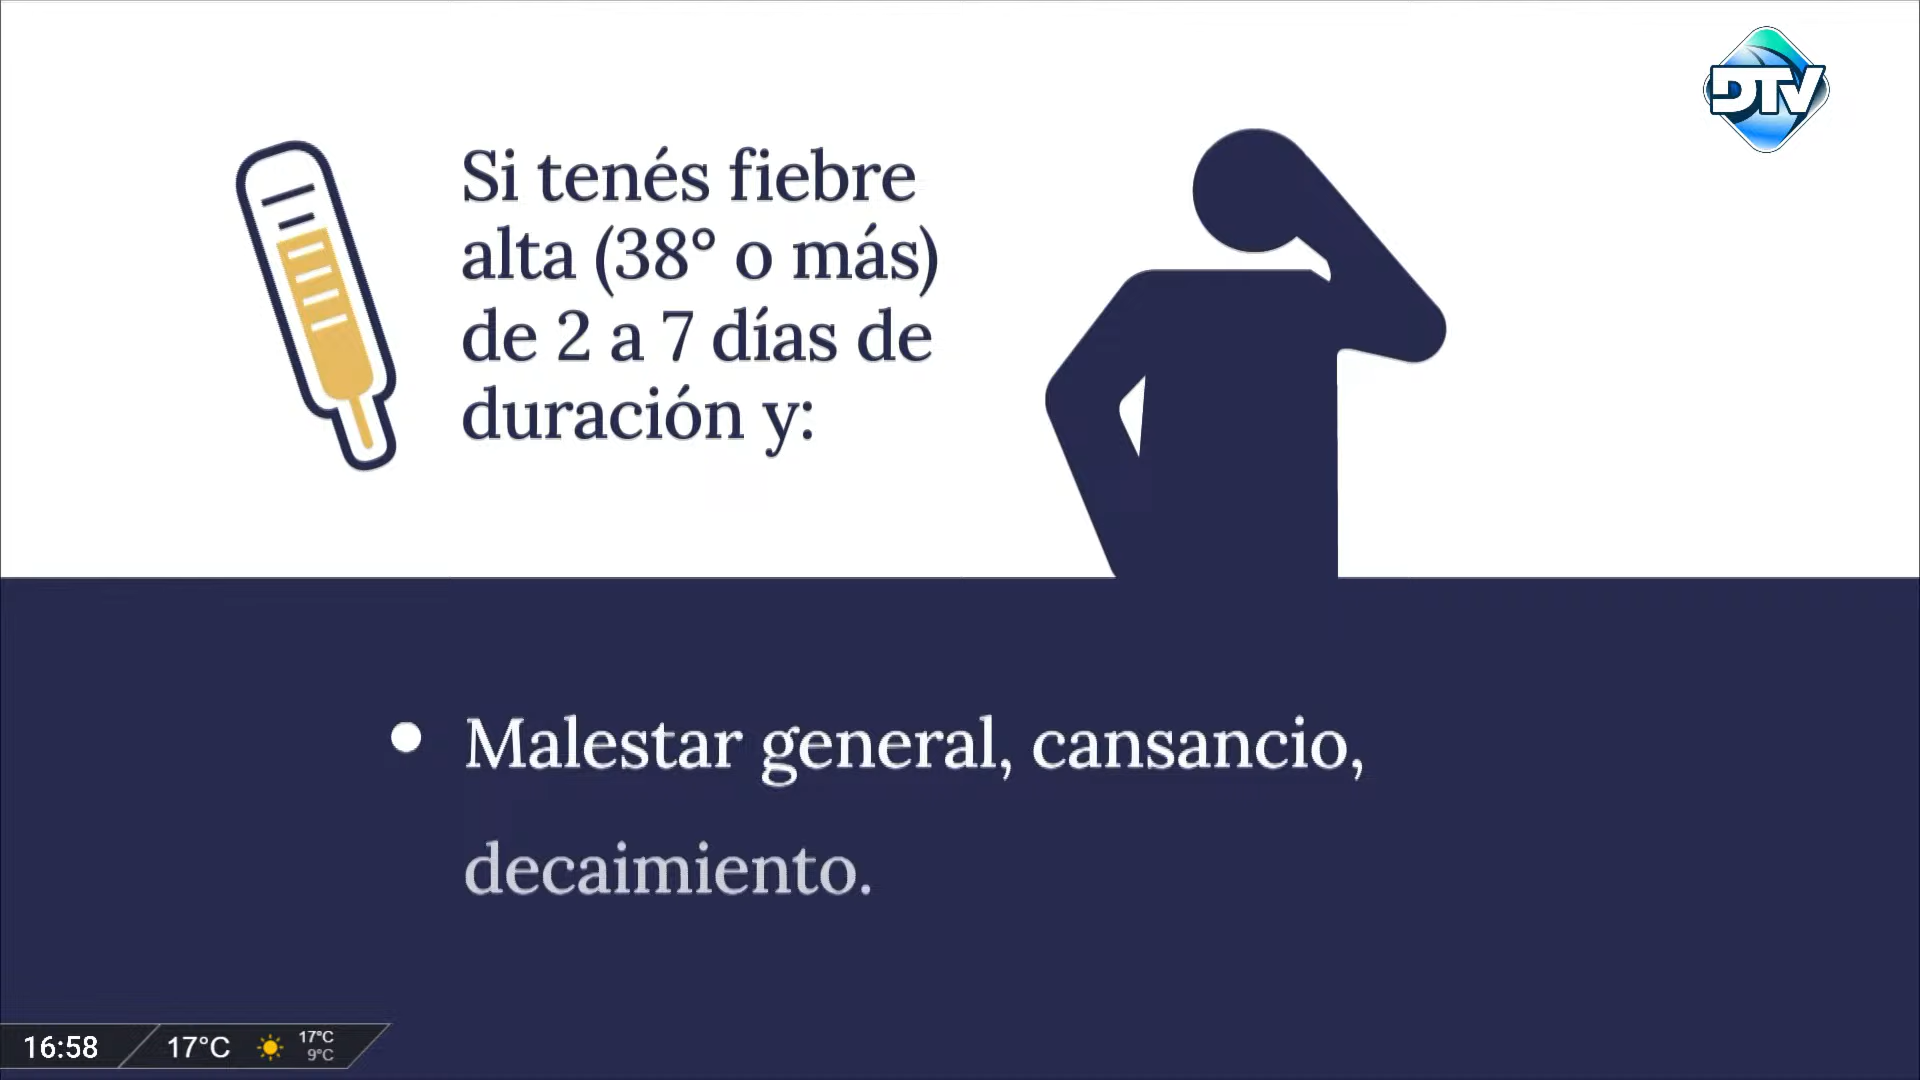 DTV
Si tenés fiebre
alta (38° o más)
de 2 a 7 días de
duración y:
• Malestar general, cansancio,
decaimiento.
16:58 17°C 17°C
9°C